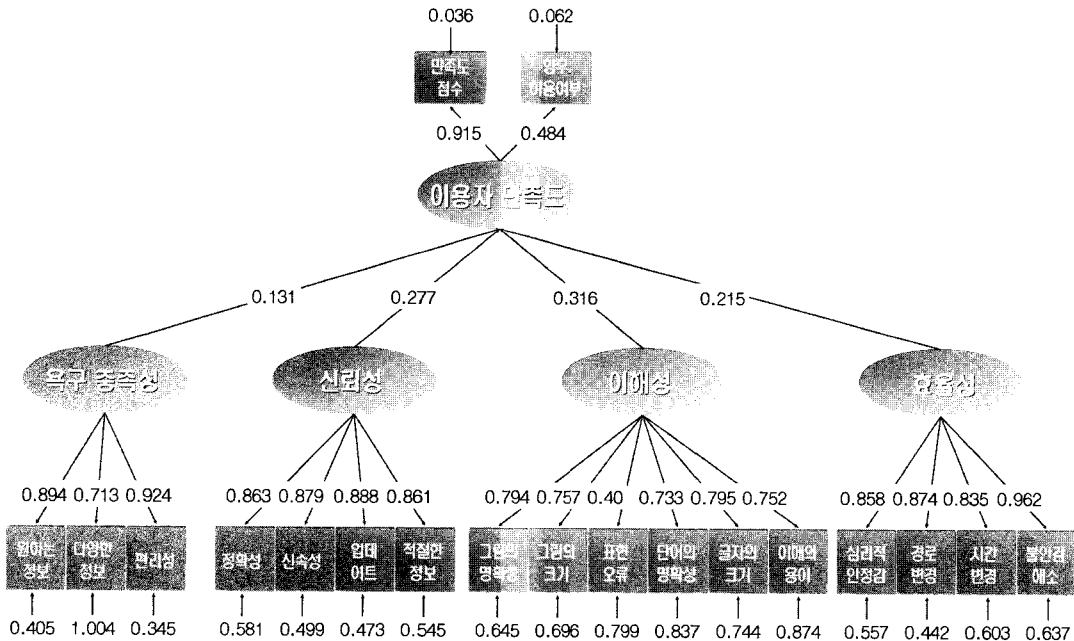 0.036 0.062
만족도 향후
점수 이용여부
0.915 0.484
이용자 만족도
0.131 0.277 0.316 0.215
욕구 충족성 신뢰성 이해성 효율성
0.894 0.713 0.924 0.863 0.879 0.888 0.861 0.794 0.757 0.40 0.733 0.795 0.752 0.858 0.874 0.835 0.962
원하는 다양한 편리성 정확성 신속성 업데 적절한 그림의 그림의 표현 단어의 글자의 이해의 심리적 경로 시간 불안감
정보 정보 이트 정보 명확성 크기 오류 명확성 크기 용이 안정감 변경 변경 해소
0.405 1.004 0.345 0.581 0.499 0.473 0.545 0.645 0.696 0.799 0.837 0.744 0.874 0.557 0.442 0.603 0.637